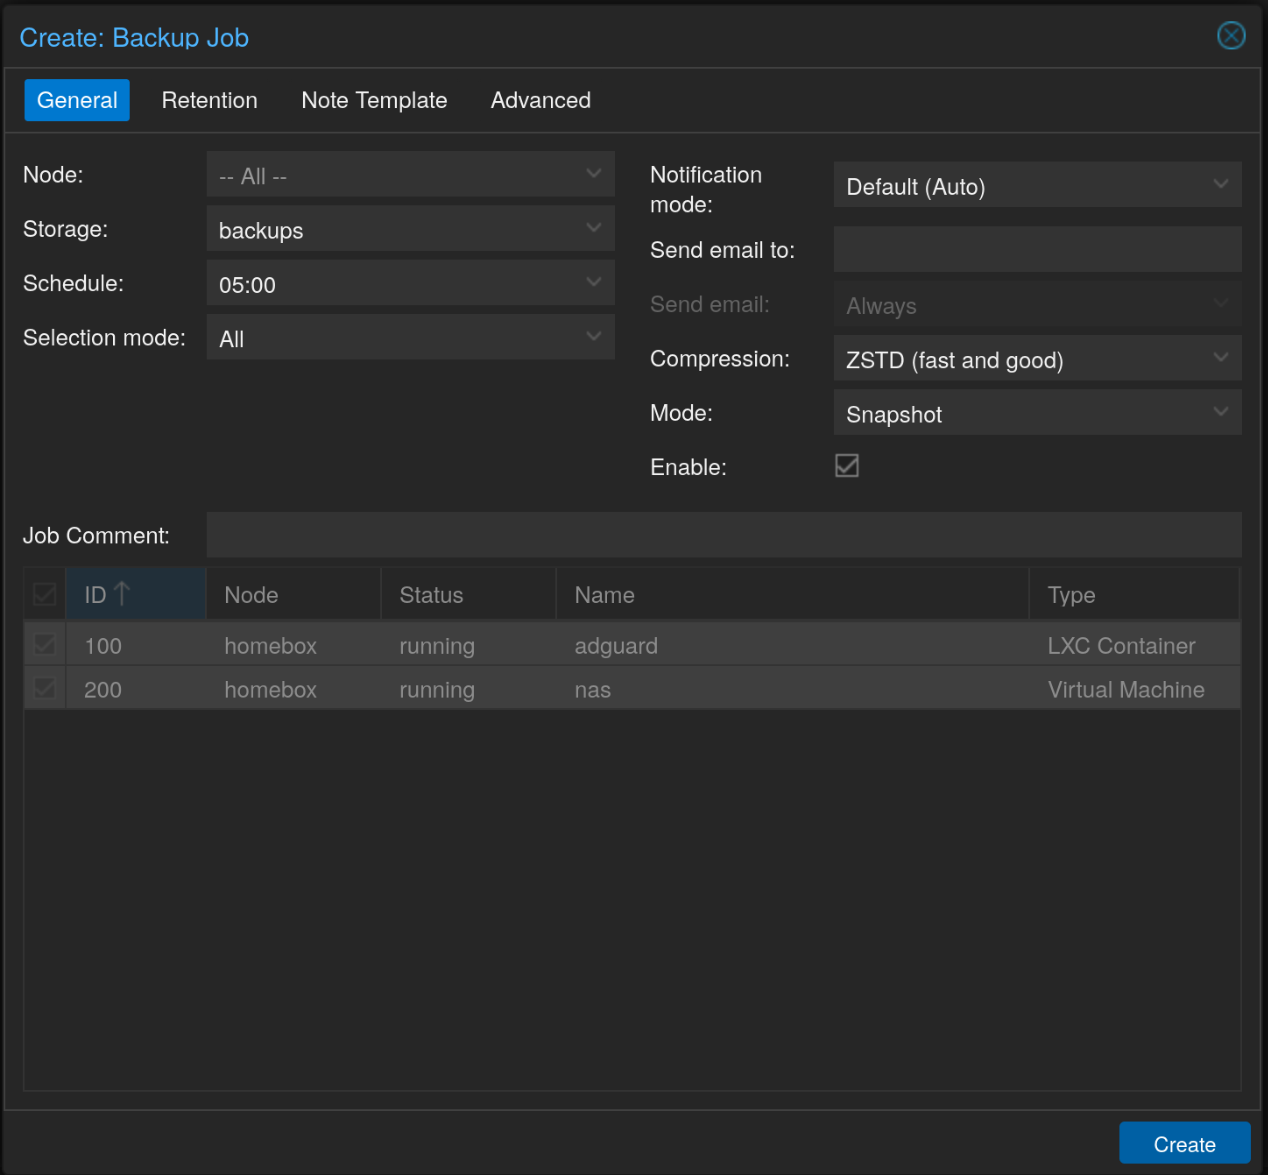 Create: Backup Job
General Retention Note Template Advanced
Node: -- All --
Storage: backups
Schedule: 05:00
Selection mode: All
Notification
mode: Default (Auto)
Send email to:
Send email: Always
Compression: ZSTD (fast and good)
Mode: Snapshot
Enable:
Job Comment:
ID Node Status Name Type
100 homebox running adguard LXC Container
200 homebox running nas Virtual Machine
Create